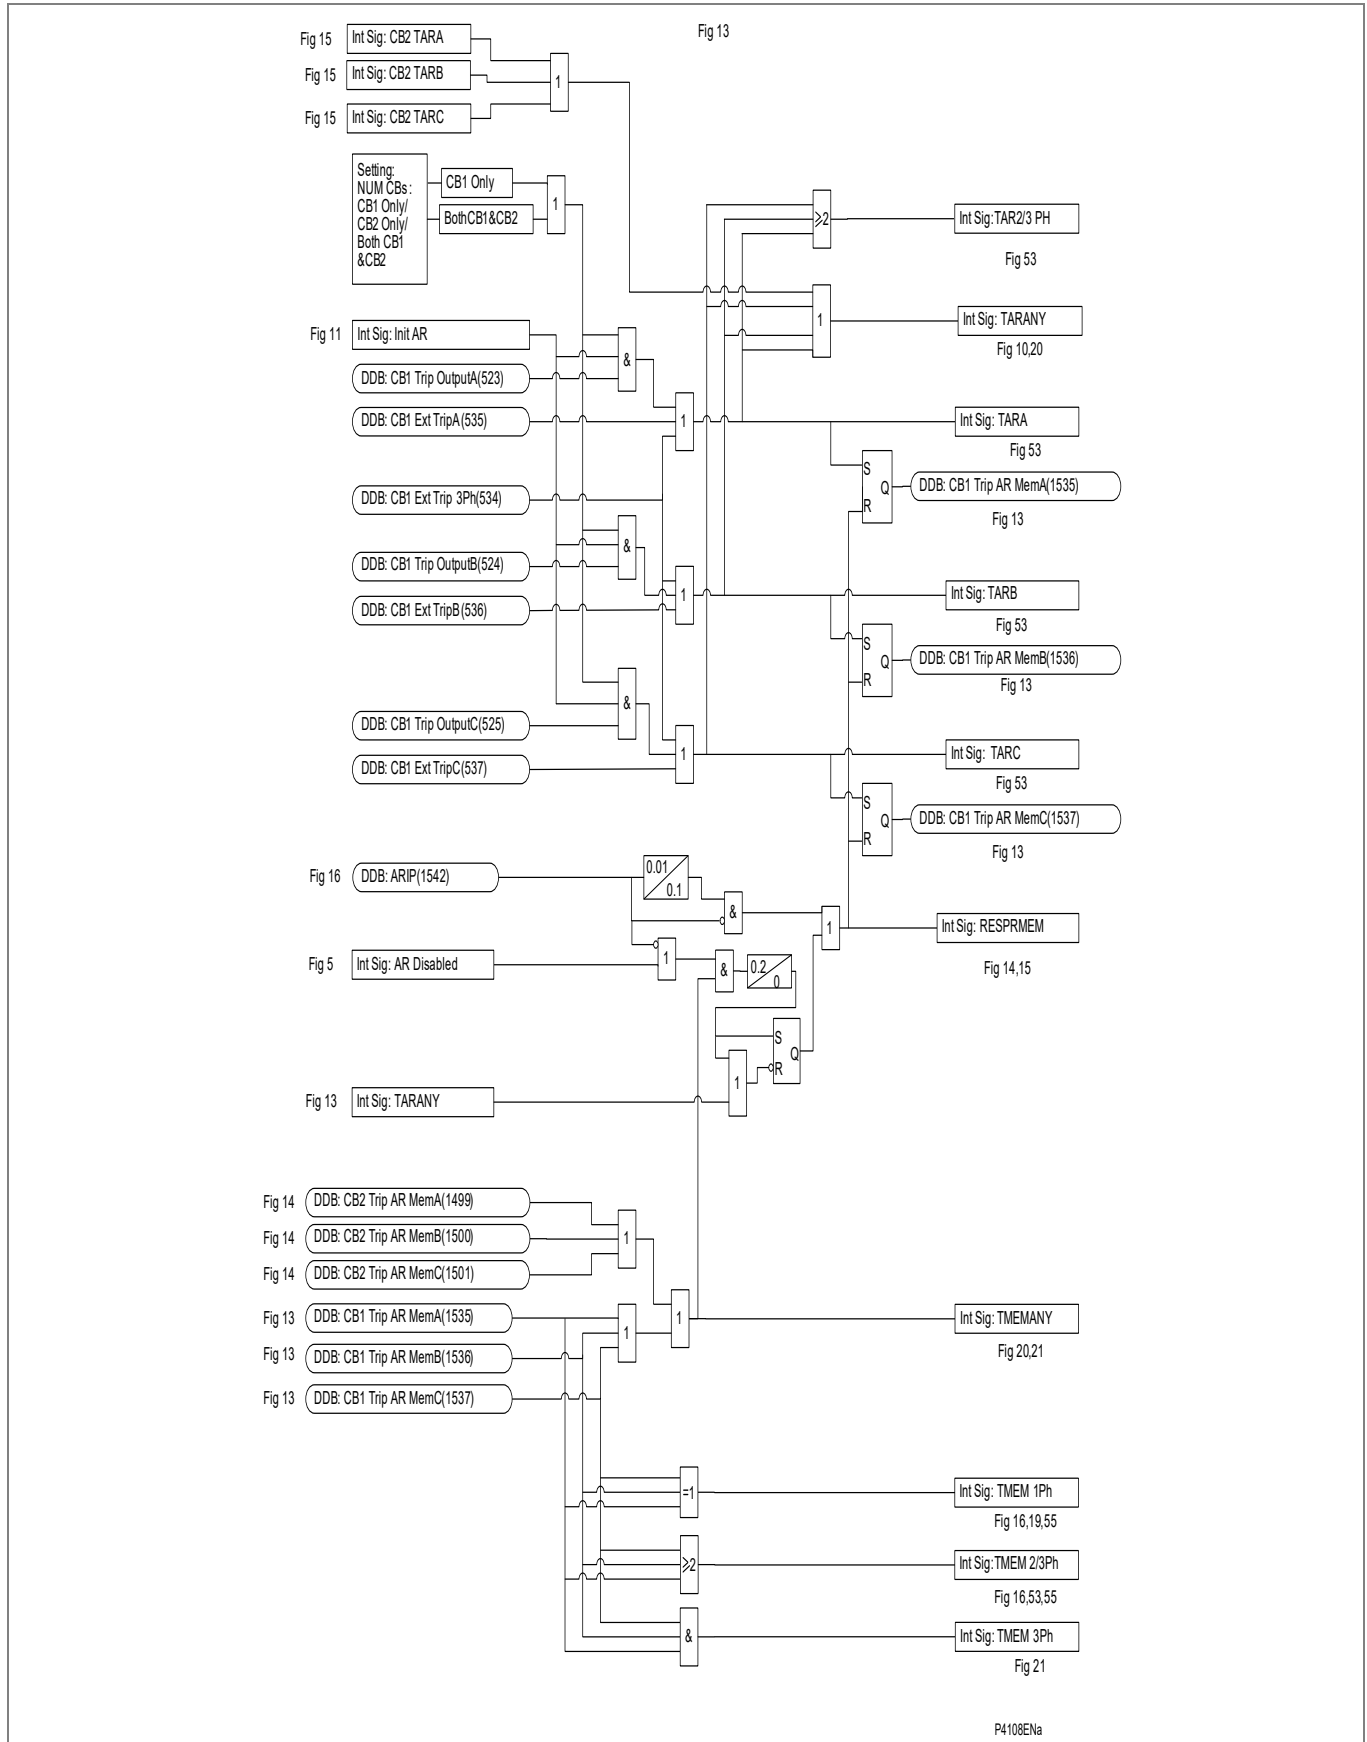 Fig 13
Fig 15
Int Sig: CB2 TARA
Fig 15
Int Sig: CB2 TARB
Fig 15
Int Sig: CB2 TARC
1
Setting:
NUM CBs :
CB1 Only/
CB2 Only/
Both CB1
&CB2
CB1 Only
BothCB1&CB2
1
≥2
Int Sig:TAR2/3 PH
Fig 53
1
Int Sig: TARANY
Fig 10,20
Fig 11
Int Sig: Init AR
DDB: CB1 Trip OutputA(523)
&
DDB: CB1 Ext TripA(535)
1
Int Sig: TARA
Fig 53
S
R
Q
DDB: CB1 Trip AR MemA(1535)
Fig 13
DDB: CB1 Ext Trip 3Ph(534)
&
DDB: CB1 Trip OutputB(524)
DDB: CB1 Ext TripB(536)
1
Int Sig: TARB
Fig 53
S
R
Q
DDB: CB1 Trip AR MemB(1536)
Fig 13
&
DDB: CB1 Trip OutputC(525)
DDB: CB1 Ext TripC(537)
1
Int Sig: TARC
Fig 53
S
R
Q
DDB: CB1 Trip AR MemC(1537)
Fig 13
Fig 16
DDB: ARIP(1542)
0.01
0.1
&
1
Int Sig: RESPRMEM
Fig 14,15
Fig 5
Int Sig: AR Disabled
1
&
0.2
0
S
R
Q
1
Fig 13
Int Sig: TARANY
Fig 14
DDB: CB2 Trip AR MemA(1499)
Fig 14
DDB: CB2 Trip AR MemB(1500)
1
Fig 14
DDB: CB2 Trip AR MemC(1501)
Fig 13
DDB: CB1 Trip AR MemA(1535)
1
1
Int Sig: TMEMANY
Fig 20,21
Fig 13
DDB: CB1 Trip AR MemB(1536)
Fig 13
DDB: CB1 Trip AR MemC(1537)
=1
Int Sig: TMEM 1Ph
Fig 16,19,55
≥2
Int Sig:TMEM 2/3Ph
Fig 16,53,55
&
Int Sig: TMEM 3Ph
Fig 21
P4108ENa